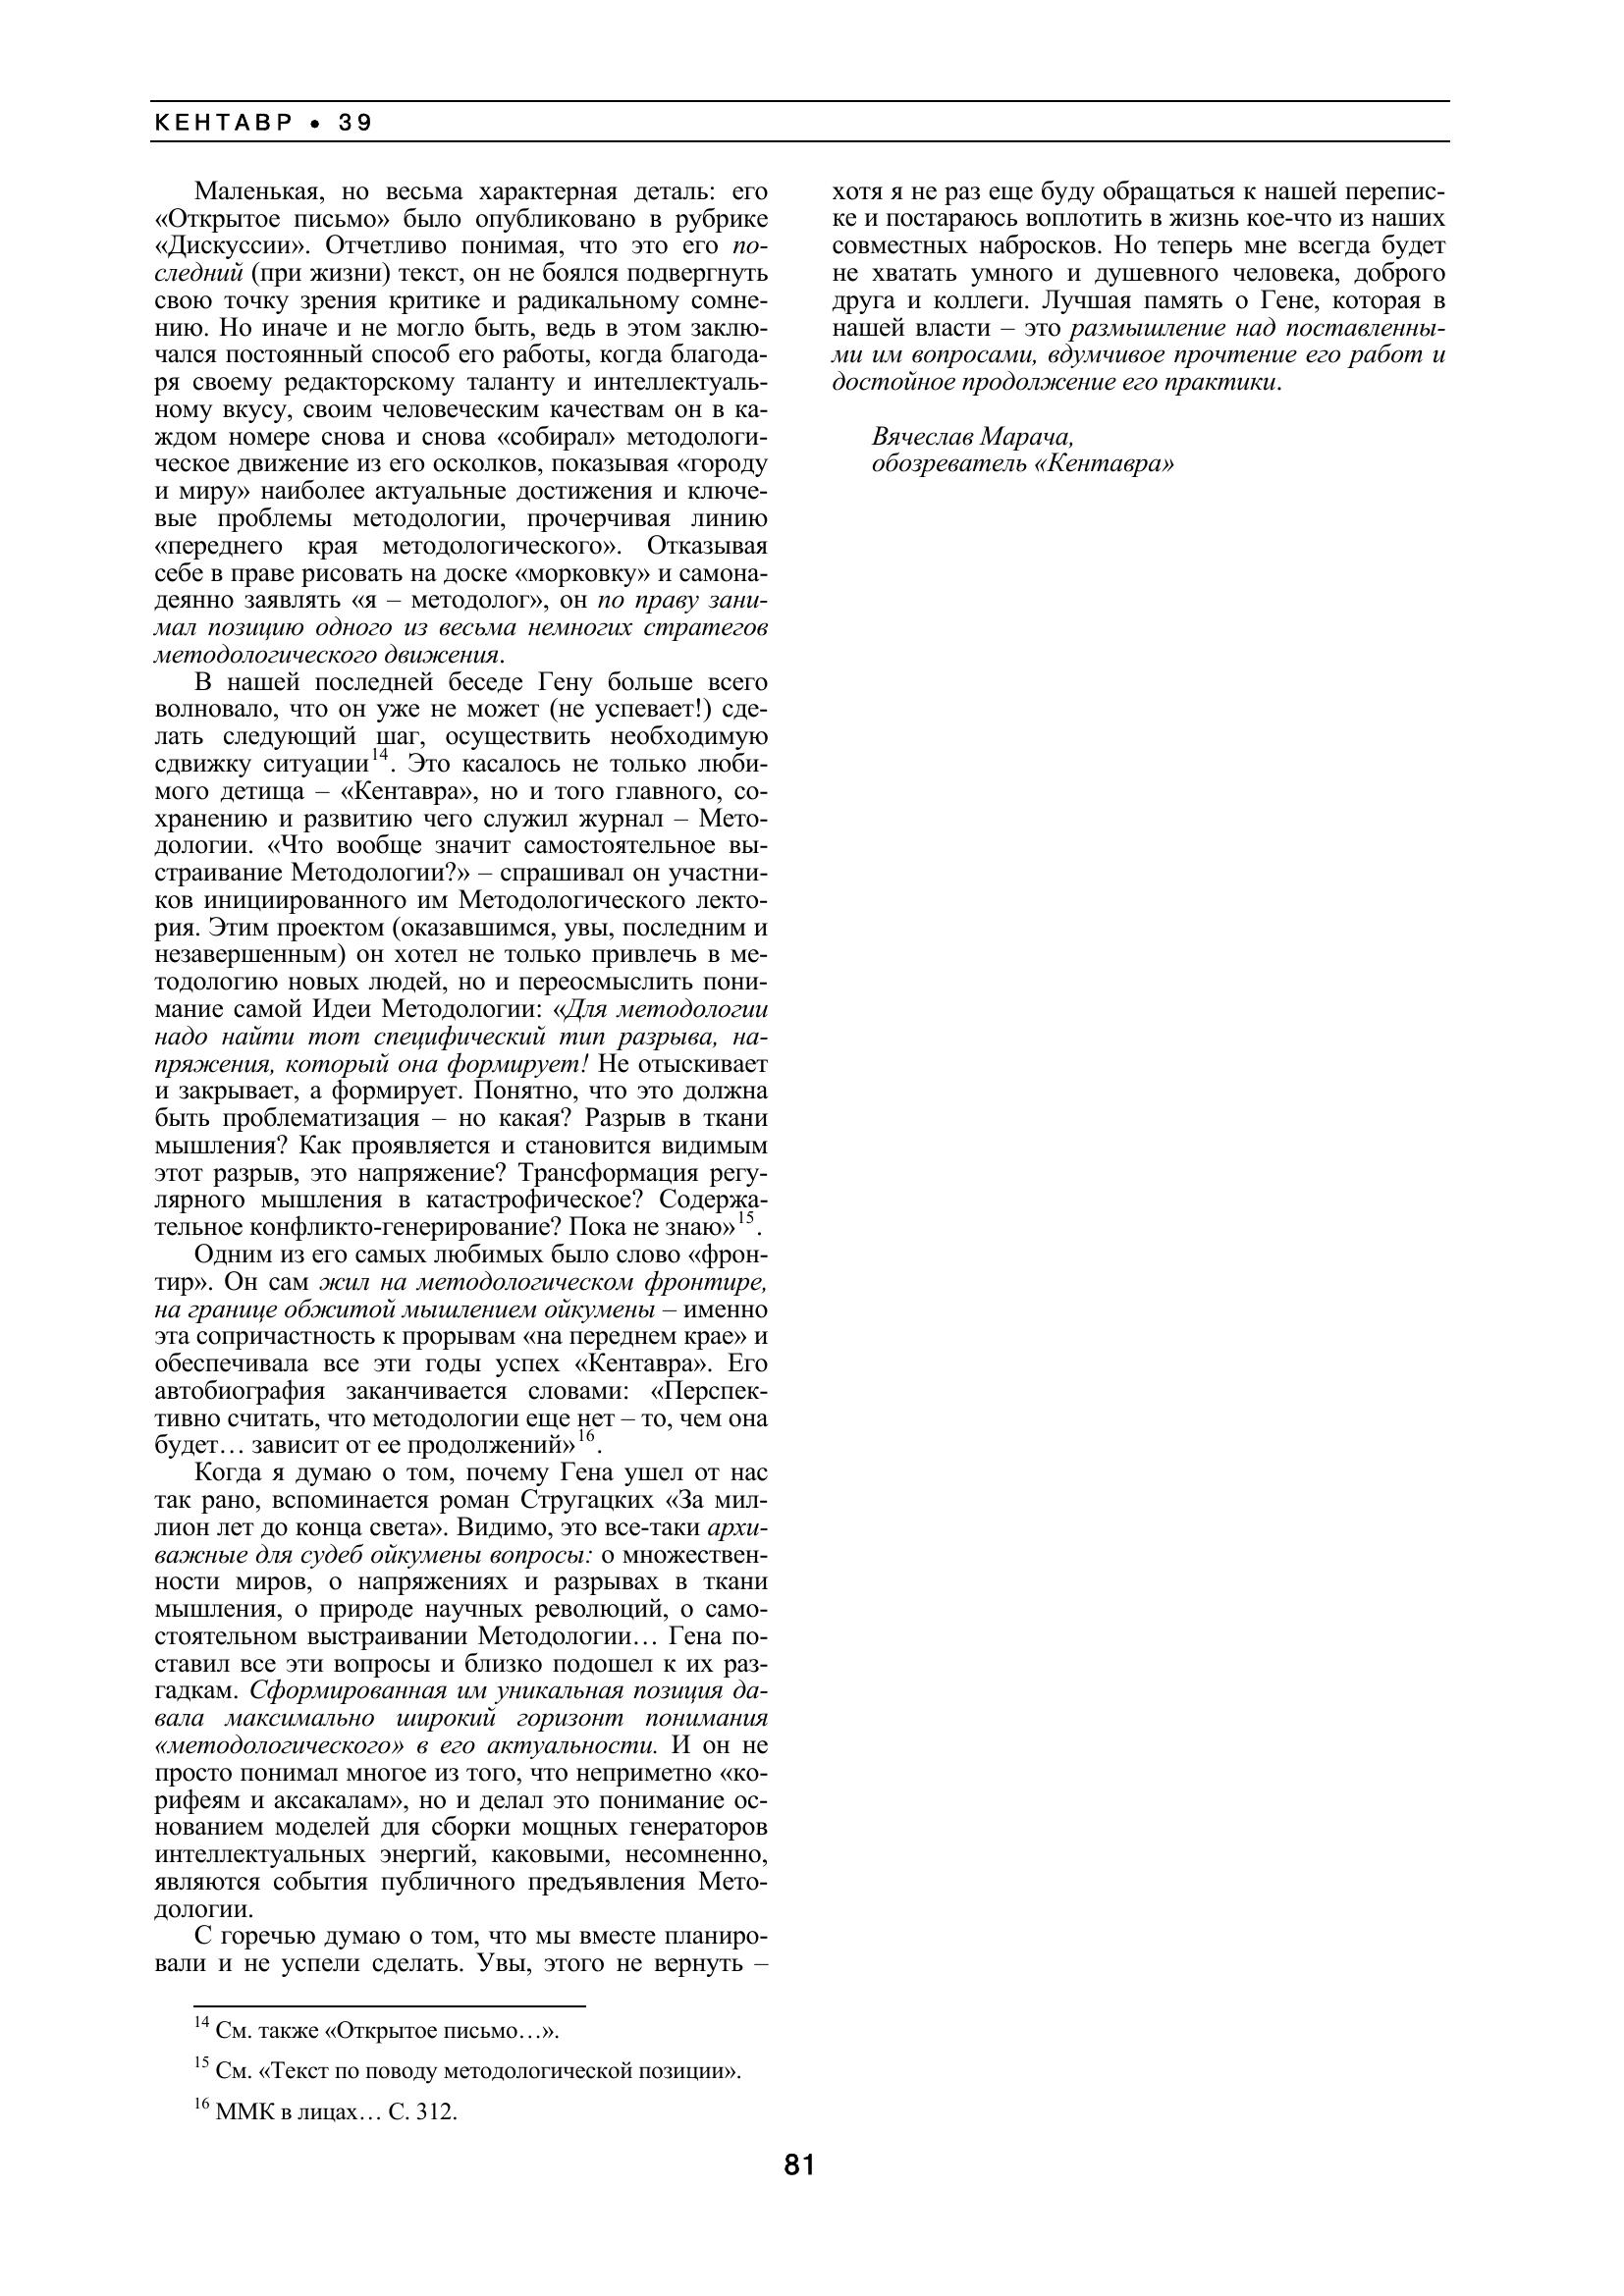 КЕНТАВР • 39
Маленькая, но весьма характерная деталь: его
«Открытое письмо» было опубликовано в рубрике
«Дискуссии». Отчетливо понимая, что это его по-
следний (при жизни) текст, он не боялся подвергнуть
свою точку зрения критике и радикальному сомне-
нию. Но иначе и не могло быть, ведь в этом заклю-
чался постоянный способ его работы, когда благода-
ря своему редакторскому таланту и интеллектуаль-
ному вкусу, своим человеческим качествам он в ка-
ждом номере снова и снова «собирал» методологи-
ческое движение из его осколков, показывая «городу
и миру» наиболее актуальные достижения и ключе-
вые проблемы методологии, прочерчивая линию
«переднего края методологического». Отказывая
себе в праве рисовать на доске «морковку» и самона-
деянно заявлять «я – методолог», он по праву зани-
мал позицию одного из весьма немногих стратегов
методологического движения.
В нашей последней беседе Гену больше всего
волновало, что он уже не может (не успевает!) сде-
лать следующий шаг, осуществить необходимую
сдвижку ситуации14. Это касалось не только люби-
мого детища – «Кентавра», но и того главного, со-
хранению и развитию чего служил журнал – Мето-
дологии. «Что вообще значит самостоятельное вы-
страивание Методологии?» – спрашивал он участни-
ков инициированного им Методологического лекто-
рия. Этим проектом (оказавшимся, увы, последним и
незавершенным) он хотел не только привлечь в ме-
тодологию новых людей, но и переосмыслить пони-
мание самой Идеи Методологии: «Для методологии
надо найти тот специфический тип разрыва, на-
пряжения, который она формирует! Не отыскивает
и закрывает, а формирует. Понятно, что это должна
быть проблематизация – но какая? Разрыв в ткани
мышления? Как проявляется и становится видимым
этот разрыв, это напряжение? Трансформация регу-
лярного мышления в катастрофическое? Содержа-
тельное конфликто-генерирование? Пока не знаю»15.
Одним из его самых любимых было слово «фрон-
тир». Он сам жил на методологическом фронтире,
на границе обжитой мышлением ойкумены – именно
эта сопричастность к прорывам «на переднем крае» и
обеспечивала все эти годы успех «Кентавра». Его
автобиография заканчивается словами: «Перспек-
тивно считать, что методологии еще нет – то, чем она
будет… зависит от ее продолжений»16.
Когда я думаю о том, почему Гена ушел от нас
так рано, вспоминается роман Стругацких «За мил-
лион лет до конца света». Видимо, это все-таки архи-
важные для судеб ойкумены вопросы: о множествен-
ности миров, о напряжениях и разрывах в ткани
мышления, о природе научных революций, о само-
стоятельном выстраивании Методологии… Гена по-
ставил все эти вопросы и близко подошел к их раз-
гадкам. Сформированная им уникальная позиция да-
вала максимально широкий горизонт понимания
«методологического» в его актуальности. И он не
просто понимал многое из того, что неприметно «ко-
рифеям и аксакалам», но и делал это понимание ос-
нованием моделей для сборки мощных генераторов
интеллектуальных энергий, каковыми, несомненно,
являются события публичного предъявления Мето-
дологии.
С горечью думаю о том, что мы вместе планиро-
вали и не успели сделать. Увы, этого не вернуть –
14 См. также «Открытое письмо…».
15 См. «Текст по поводу методологической позиции».
16 ММК в лицах… С. 312.
хотя я не раз еще буду обращаться к нашей перепис-
ке и постараюсь воплотить в жизнь кое-что из наших
совместных набросков. Но теперь мне всегда будет
не хватать умного и душевного человека, доброго
друга и коллеги. Лучшая память о Гене, которая в
нашей власти – это размышление над поставленны-
ми им вопросами, вдумчивое прочтение его работ и
достойное продолжение его практики.
Вячеслав Марача,
обозреватель «Кентавра»
81